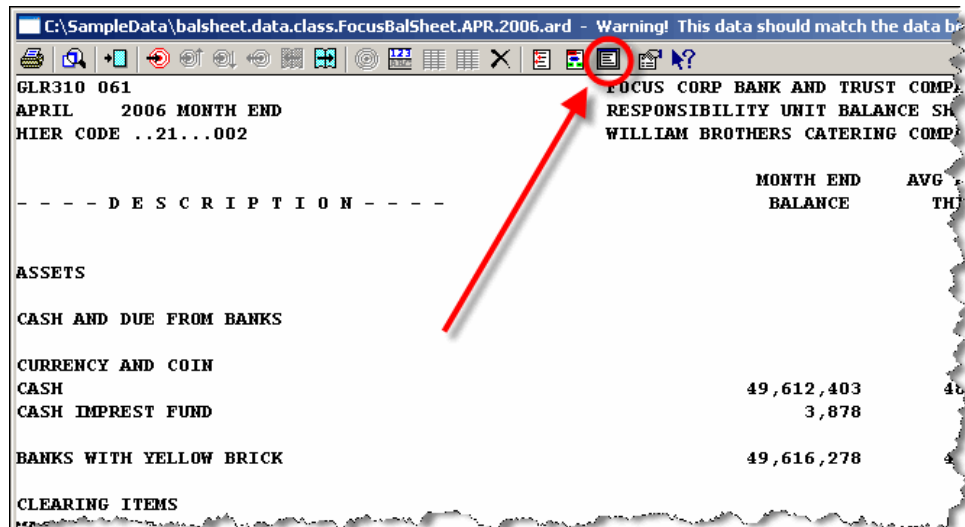 C:\SampleData\balsheet.data.class.FocusBalSheet.APR.2006.ard - Warning! This data should match the data
123
ABC
GLR310 061 FOCUS CORP BANK AND TRUST
APRIL 2006 MONTH END RESPONSIBILITY UNIT BALANCE
HIER CODE ..21...002 WILLIAM BROTHERS CATERING
MONTH END AVG
- - - - D E S C R I P T I O N - - - - BALANCE
ASSETS
CASH AND DUE FROM BANKS
CURRENCY AND COIN
CASH 49,612,403
CASH IMPREST FUND 3,878
BANKS WITH YELLOW BRICK 49,616,278
CLEARING ITEMS